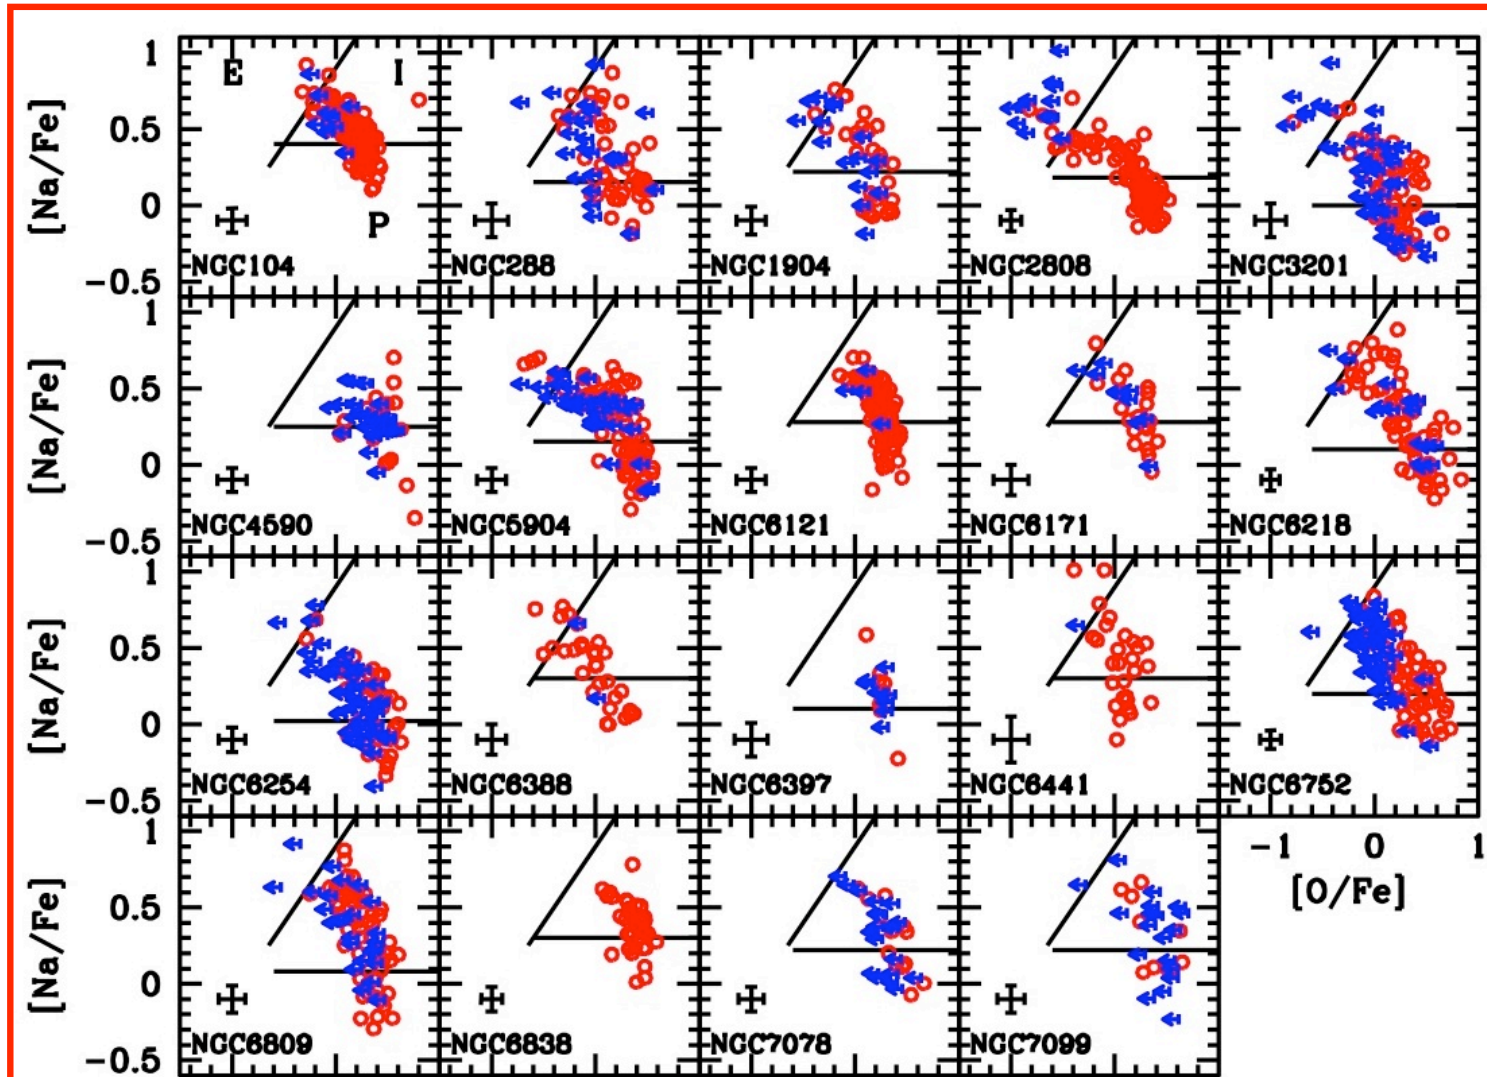 1
E
I
[Na/Fe]
0.5
0
P
-0.5
NGC104
NGC288
NGC1904
NGC2808
NGC3201
1
[Na/Fe]
0.5
0
-0.5
NGC4590
NGC5904
NGC6121
NGC6171
NGC6218
1
[Na/Fe]
0.5
0
-0.5
NGC6254
NGC6388
NGC6397
NGC6441
NGC6752
1
-1 0 1
[O/Fe]
[Na/Fe]
0.5
0
-0.5
NGC6809
NGC6838
NGC7078
NGC7099